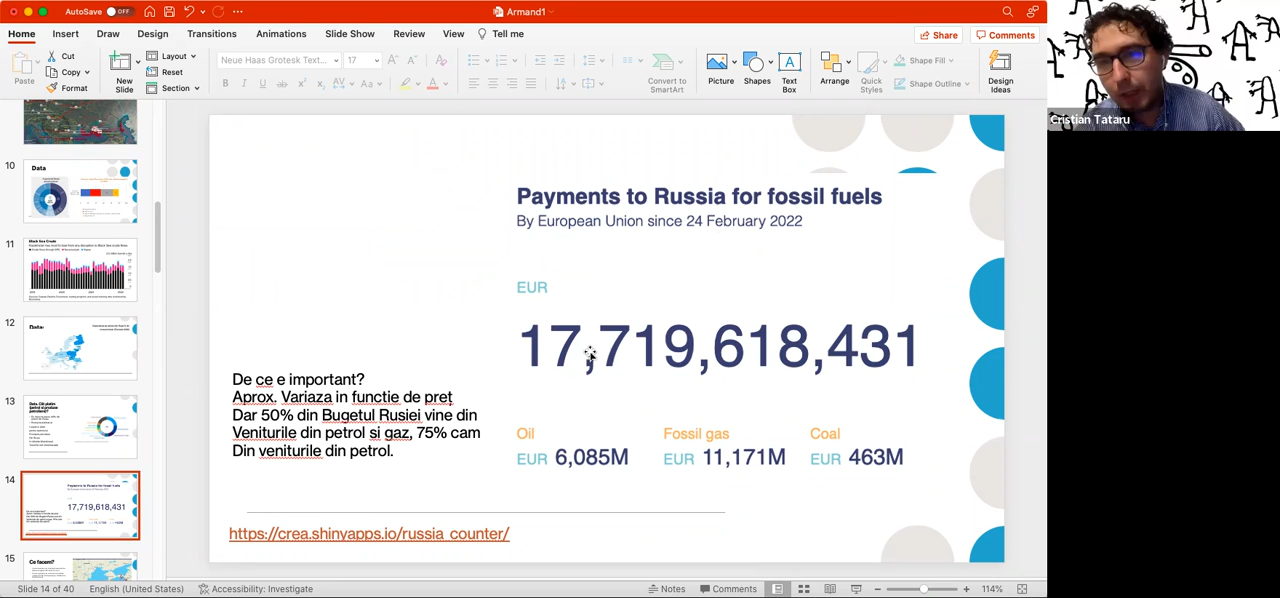 AutoSave OFF
Armand1
Home Insert Draw Design Transitions Animations Slide Show Review View Tell me
Share Comments
Paste
Cut
Copy
Format
New Slide
Layout
Reset
Section
Neue Haas Grotesk Text... 17
Convert to SmartArt
Picture
Shapes
Text Box
Arrange
Quick Styles
Shape Fill
Shape Outline
Design Ideas
Cristian Tataru
10
Data
11
12
Data:
13
14
15
Ce facem?
Payments to Russia for fossil fuels
By European Union since 24 February 2022
EUR
17,719,618,431
De ce e important?
Aprox. Variaza in functie de preț
Dar 50% din Bugetul Rusiei vine din
Veniturile din petrol si gaz, 75% cam
Din veniturile din petrol.
Oil
EUR 6,085M
Fossil gas
EUR 11,171M
Coal
EUR 463M
https://crea.shinyapps.io/russia_counter/
Slide 14 of 40 English (United States) Accessibility: Investigate
Notes Comments 114%